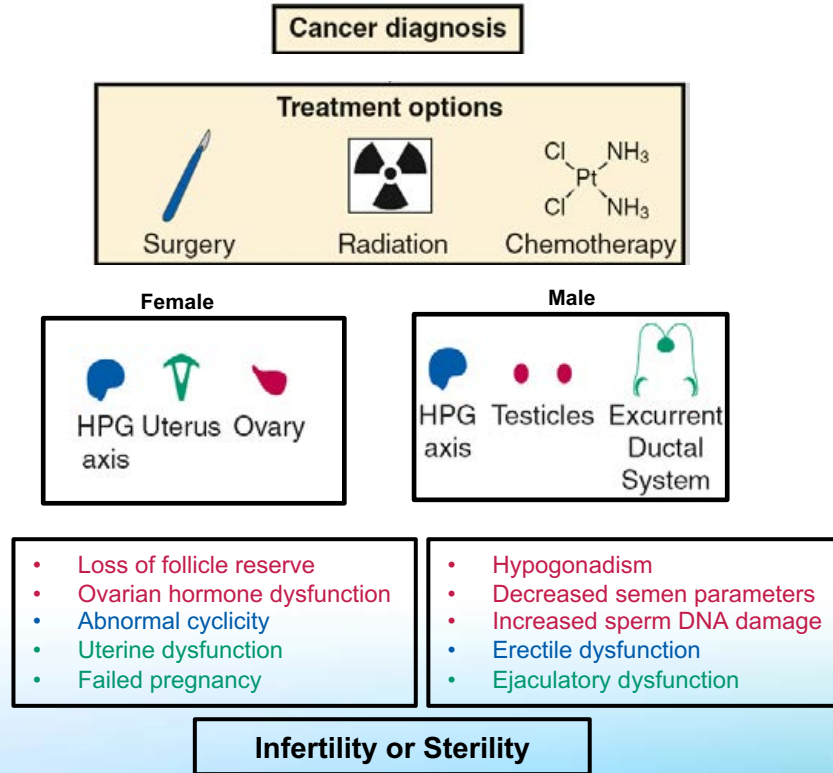 Cancer diagnosis
Treatment options
Surgery
Radiation
Cl NH₃
Pt
Cl NH₃
Chemotherapy
Female
HPG axis
Uterus
Ovary
Male
HPG axis
Testicles
Excurrent
Ductal
System
• Loss of follicle reserve
• Ovarian hormone dysfunction
• Abnormal cyclicity
• Uterine dysfunction
• Failed pregnancy
• Hypogonadism
• Decreased semen parameters
• Increased sperm DNA damage
• Erectile dysfunction
• Ejaculatory dysfunction
Infertility or Sterility